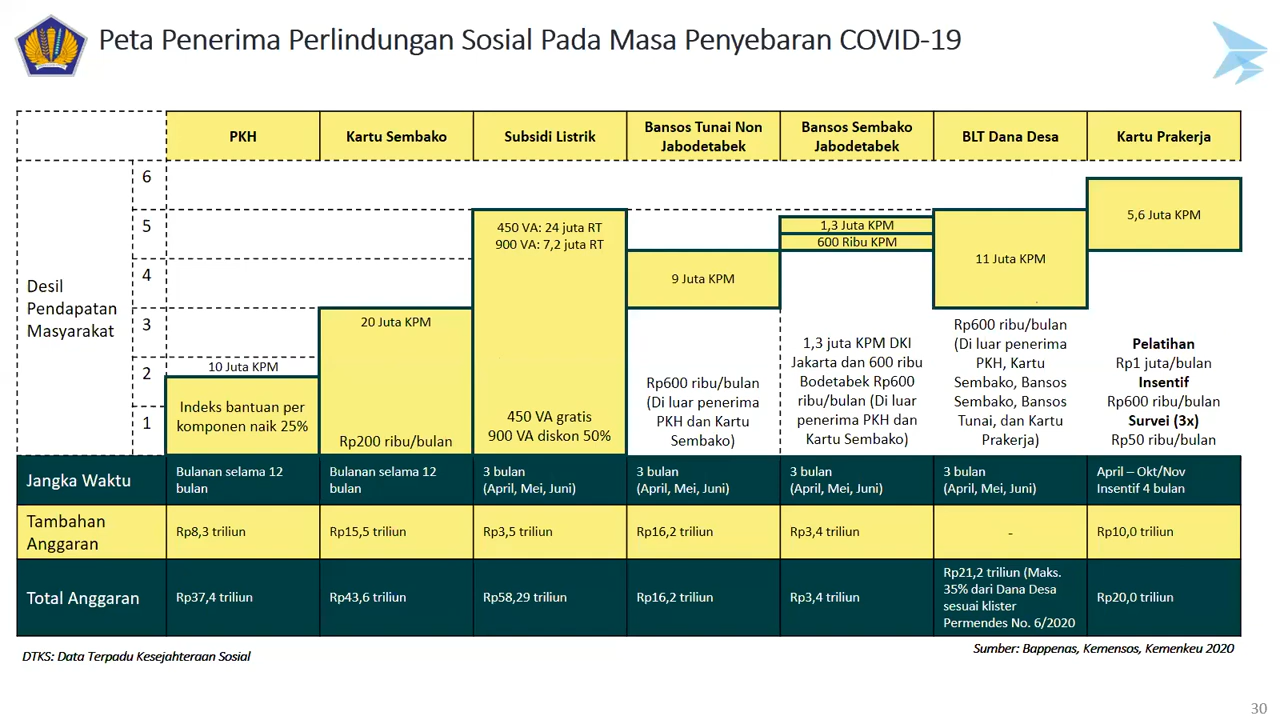 Peta Penerima Perlindungan Sosial Pada Masa Penyebaran COVID-19
PKH
Kartu Sembako
Subsidi Listrik
Bansos Tunai Non
Jabodetabek
Bansos Sembako
Jabodetabek
BLT Dana Desa
Kartu Prakerja
Desil
Pendapatan
Masyarakat
6
5
4
3
2
1
10 Juta KPM
Indeks bantuan per
komponen naik 25%
20 Juta KPM
Rp200 ribu/bulan
450 VA: 24 juta RT
900 VA: 7,2 juta RT
450 VA gratis
900 VA diskon 50%
9 Juta KPM
Rp600 ribu/bulan
(Di luar penerima
PKH dan Kartu
Sembako)
1,3 Juta KPM
600 Ribu KPM
1,3 juta KPM DKI
Jakarta dan 600 ribu
Bodetabek Rp600
ribu/bulan (Di luar
penerima PKH dan
Kartu Sembako)
11 Juta KPM
Rp600 ribu/bulan
(Di luar penerima
PKH, Kartu
Sembako, Bansos
Sembako, Bansos
Tunai, dan Kartu
Prakerja)
5,6 Juta KPM
Pelatihan
Rp1 juta/bulan
Insentif
Rp600 ribu/bulan
Survei (3x)
Rp50 ribu/bulan
Jangka Waktu
Bulanan selama 12
bulan
Bulanan selama 12
bulan
3 bulan
(April, Mei, Juni)
3 bulan
(April, Mei, Juni)
3 bulan
(April, Mei, Juni)
3 bulan
(April, Mei, Juni)
April – Okt/Nov
Insentif 4 bulan
Tambahan
Anggaran
Rp8,3 triliun
Rp15,5 triliun
Rp3,5 triliun
Rp16,2 triliun
Rp3,4 triliun
-
Rp10,0 triliun
Total Anggaran
Rp37,4 triliun
Rp43,6 triliun
Rp58,29 triliun
Rp16,2 triliun
Rp3,4 triliun
Rp21,2 triliun (Maks.
35% dari Dana Desa
sesuai klister
Permendes No. 6/2020
Rp20,0 triliun
DTKS: Data Terpadu Kesejahteraan Sosial
Sumber: Bappenas, Kemensos, Kemenkeu 2020
30